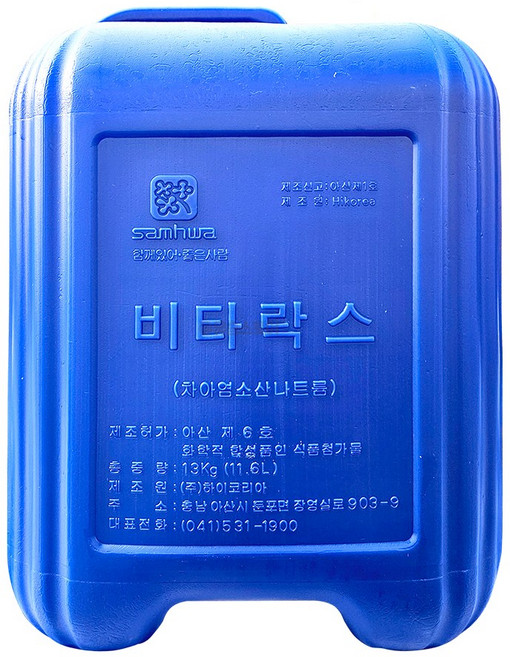 samhwa
함께있어 좋은사람
제조신고:아산제1호
제 조 원:Hikorea
비타락스
(차아염소산나트륨)
제조허가 : 아산 제 6 호
화학적 합성품인 식품첨가물
총 중 량 : 13Kg (11.6L)
제 조 원 : (주)하이코리아
주 소 : 충남 아산시 둔포면 장영실로 903-9
대표전화 : (041)531-1900